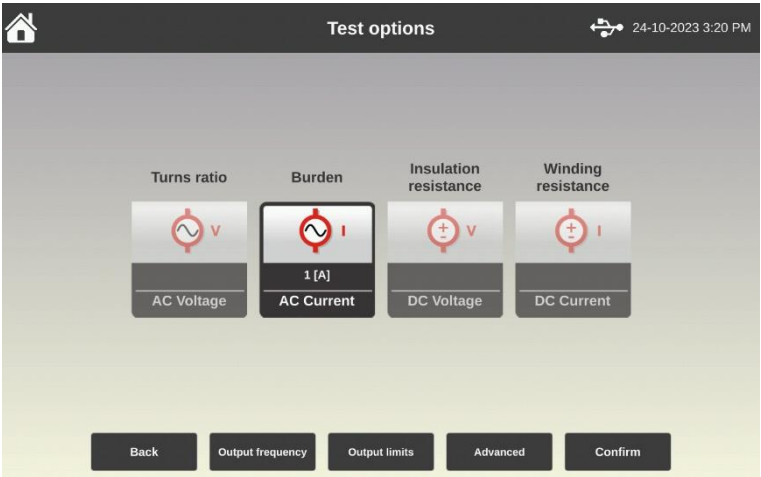 Test options
24-10-2023 3:20 PM
Turns ratio
Burden
Insulation
resistance
Winding
resistance
V
I
V
I
1 [A]
AC Voltage
AC Current
DC Voltage
DC Current
Back
Output frequency
Output limits
Advanced
Confirm